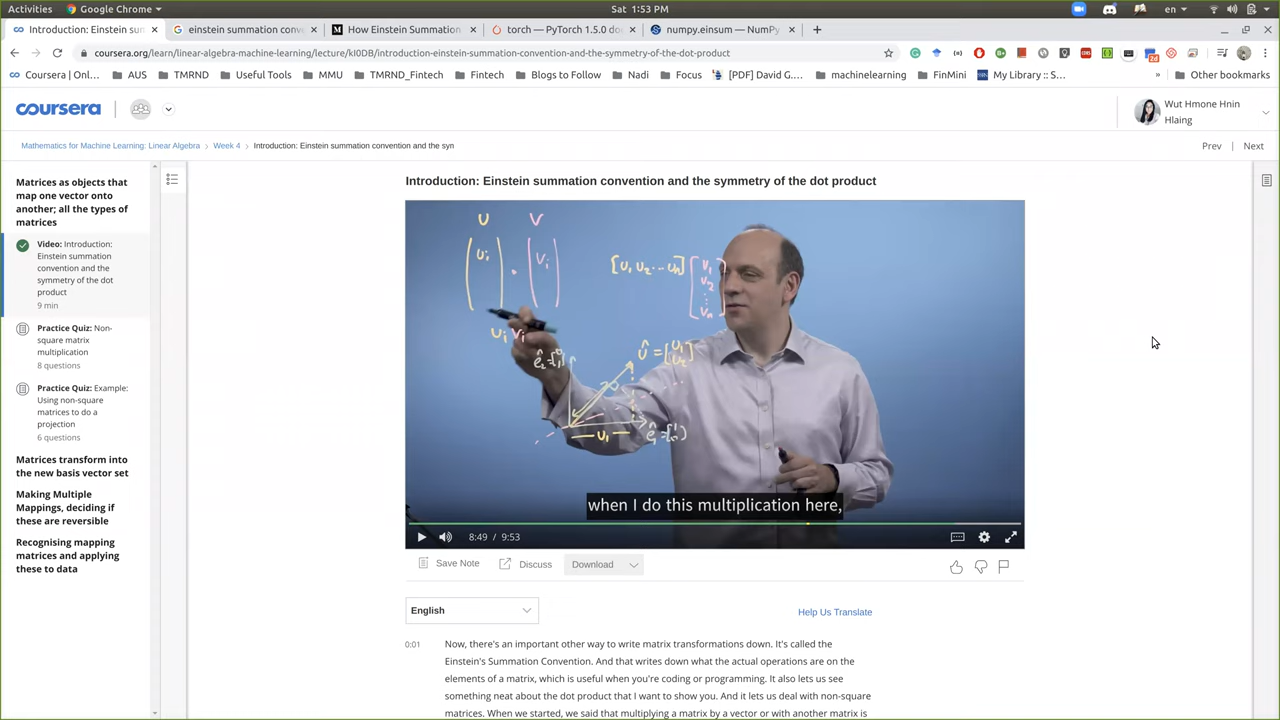 Activities Google Chrome Sat 1:53 PM en
Introduction: Einstein sum einstein summation conve How Einstein Summation torch — PyTorch 1.5.0 do numpy.einsum — NumPy
coursera.org/learn/linear-algebra-machine-learning/lecture/kI0DB/introduction-einstein-summation-convention-and-the-symmetry-of-the-dot-product
Coursera | Onl... AUS TMRND Useful Tools MMU TMRND_Fintech Fintech Blogs to Follow Nadi Focus [PDF] David G.... machinelearning FinMini My Library :: S... » Other bookmarks
coursera
Wut Hmone Hnin
Hlaing
Mathematics for Machine Learning: Linear Algebra > Week 4 > Introduction: Einstein summation convention and the syn
Prev Next
Matrices as objects that
map one vector onto
another; all the types of
matrices
Video: Introduction:
Einstein summation
convention and the
symmetry of the dot
product
9 min
Practice Quiz: Non-
square matrix
multiplication
8 questions
Practice Quiz: Example:
Using non-square
matrices to do a
projection
6 questions
Matrices transform into
the new basis vector set
Making Multiple
Mappings, deciding if
these are reversible
Recognising mapping
matrices and applying
these to data
Introduction: Einstein summation convention and the symmetry of the dot product
U V
(ui) · (vi)
[u1 u2 ... un] [v1 v2 ⋮ vn]
ui vi
û = [u1 u2]
u1
when I do this multiplication here,
8:49 / 9:53
Save Note Discuss Download
English
Help Us Translate
0:01 Now, there's an important other way to write matrix transformations down. It's called the
Einstein's Summation Convention. And that writes down what the actual operations are on the
elements of a matrix, which is useful when you're coding or programming. It also lets us see
something neat about the dot product that I want to show you. And it lets us deal with non-square
matrices. When we started, we said that multiplying a matrix by a vector or with another matrix is